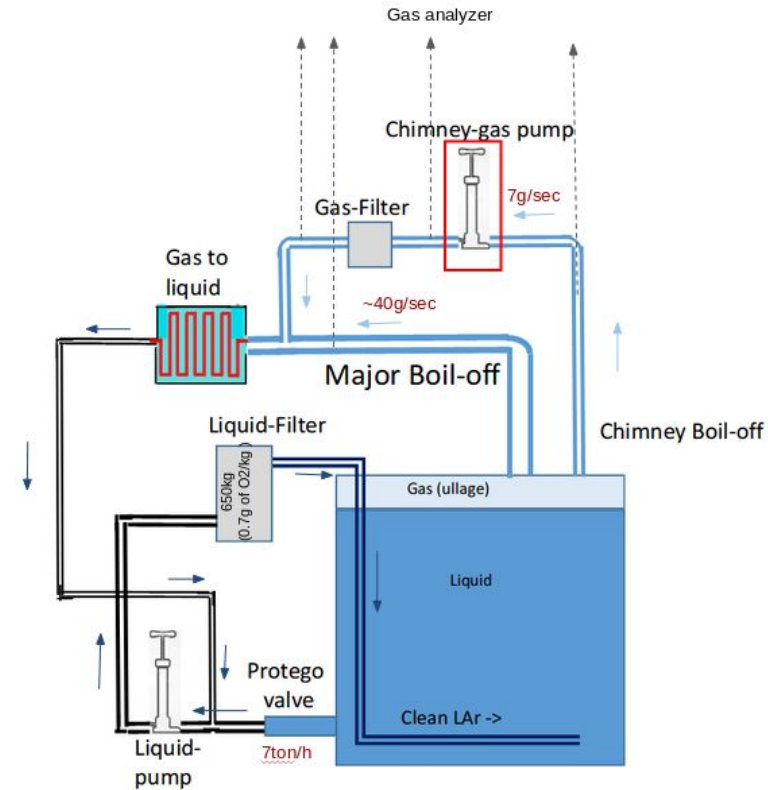 Gas analyzer
Chimney-gas pump
7g/sec
Gas-Filter
Gas to
liquid
~40g/sec
Major Boil-off
Liquid-Filter
Chimney Boil-off
650kg
(0.7g of O2/kg )
Gas (ullage)
Liquid
Protego
valve
Clean LAr ->
7ton/h
Liquid-
pump